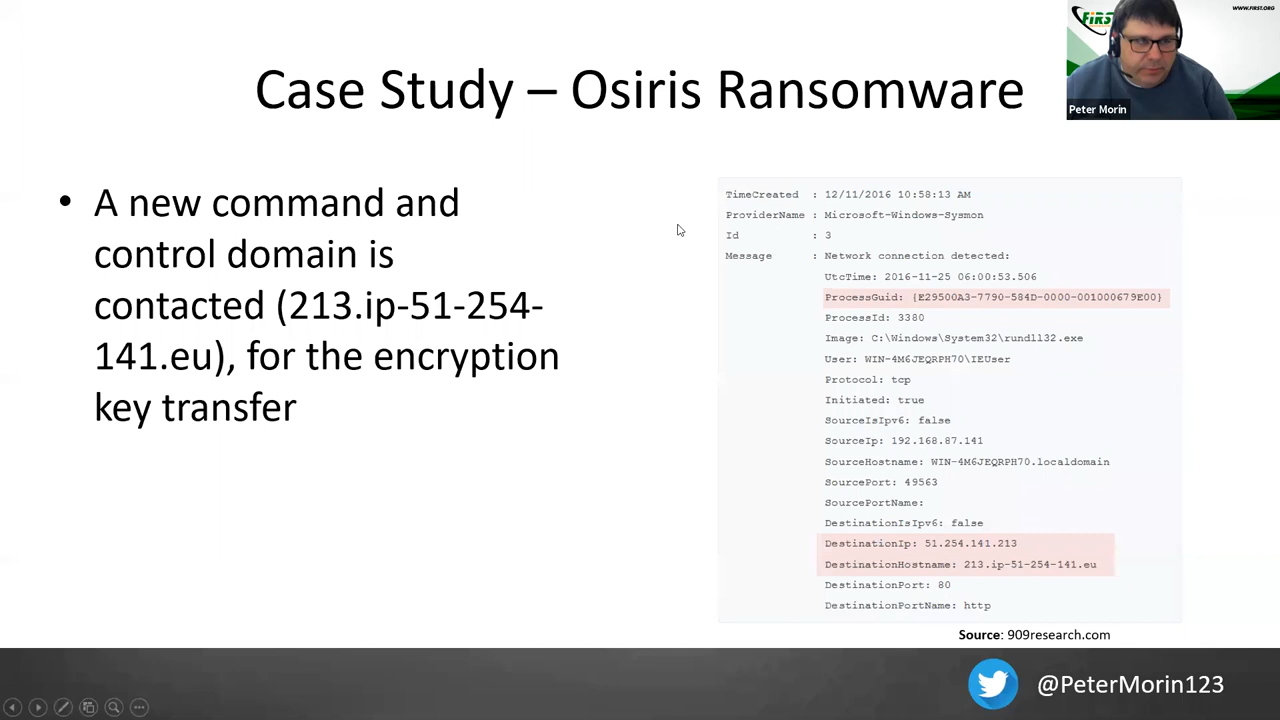 Case Study – Osiris Ransomware
FiRST
WWW.FIRST.ORG
Peter Morin
• A new command and
control domain is
contacted (213.ip-51-254-
141.eu), for the encryption
key transfer
TimeCreated : 12/11/2016 10:58:13 AM
ProviderName : Microsoft-Windows-Sysmon
Id : 3
Message : Network connection detected:
UtcTime: 2016-11-25 06:00:53.506
ProcessGuid: {E29500A3-7790-584D-0000-001000679E00}
ProcessId: 3380
Image: C:\Windows\System32\rundll32.exe
User: WIN-4M6JEQRPH70\IEUser
Protocol: tcp
Initiated: true
SourceIsIpv6: false
SourceIp: 192.168.87.141
SourceHostname: WIN-4M6JEQRPH70.localdomain
SourcePort: 49563
SourcePortName:
DestinationIsIpv6: false
DestinationIp: 51.254.141.213
DestinationHostname: 213.ip-51-254-141.eu
DestinationPort: 80
DestinationPortName: http
Source: 909research.com
@PeterMorin123